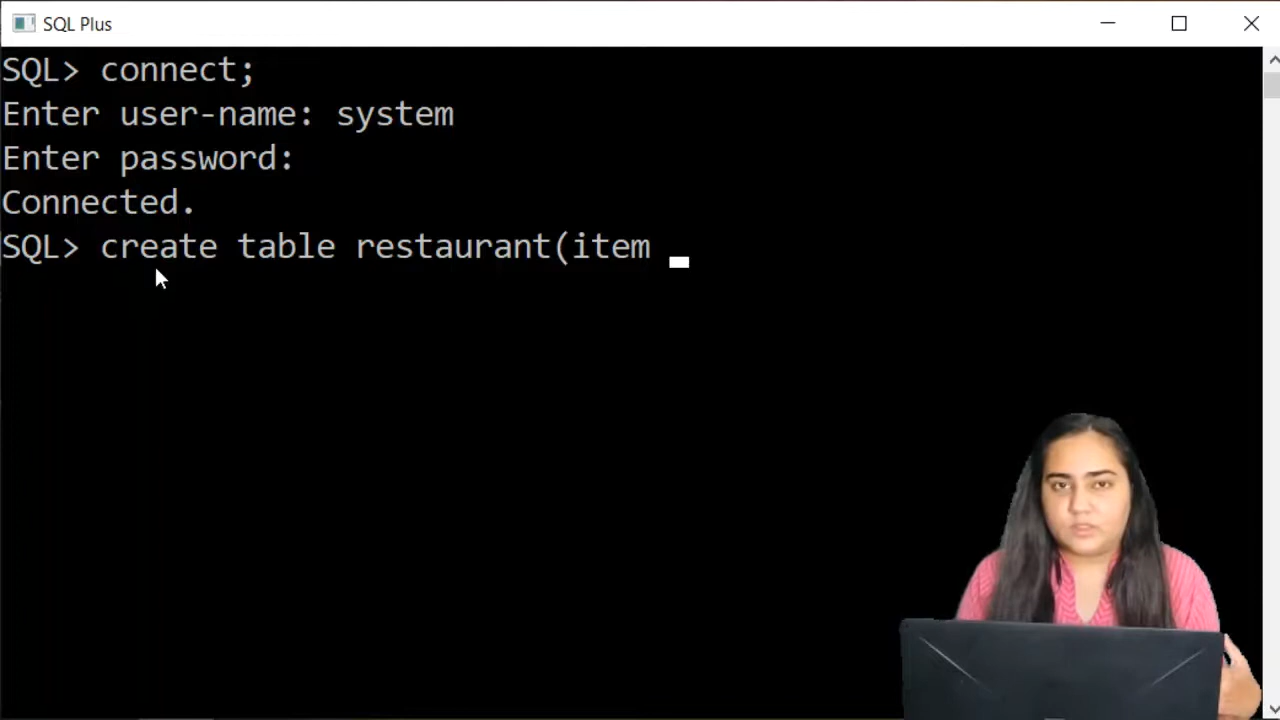 SQL Plus
SQL> connect;
Enter user-name: system
Enter password:
Connected.
SQL> create table restaurant(item